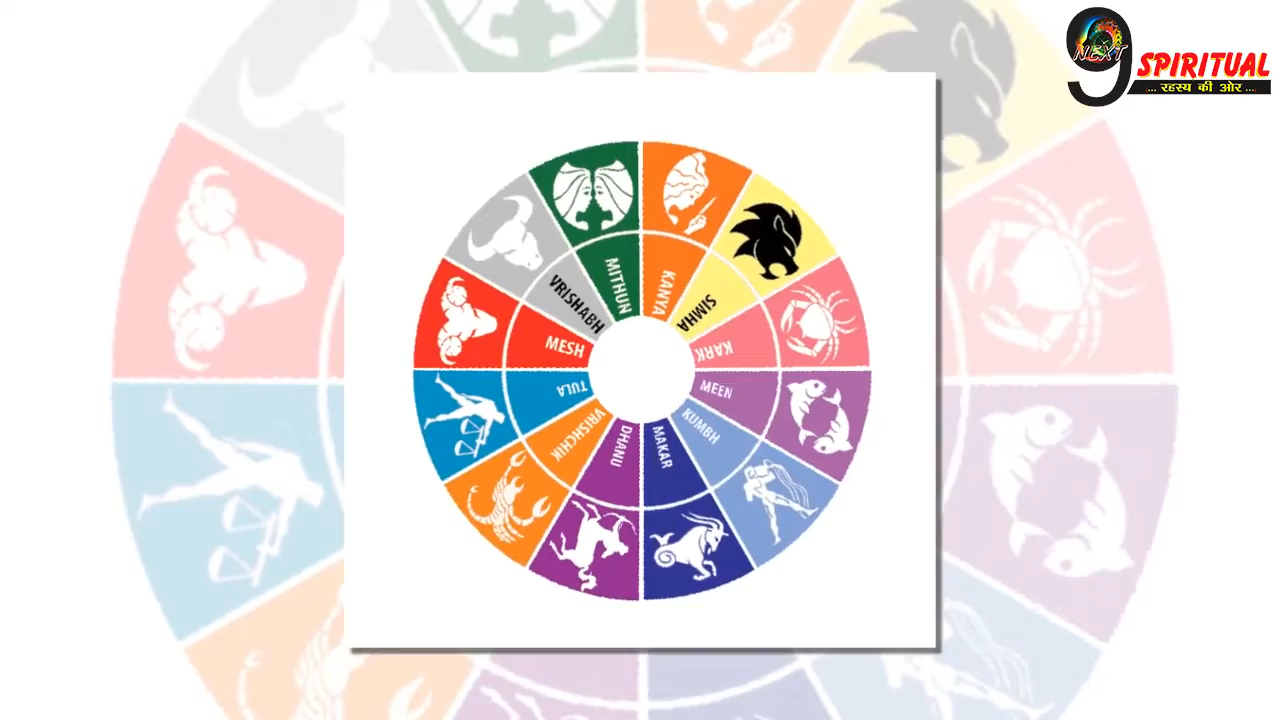 9
NEXT
SPIRITUAL
... रहस्य की ओर ...
MITHUN
KANYA
VRISHABH
SIMHA
MESH
KARK
TULA
MEEN
VRISHCHIK
KUMBH
DHANU
MAKAR